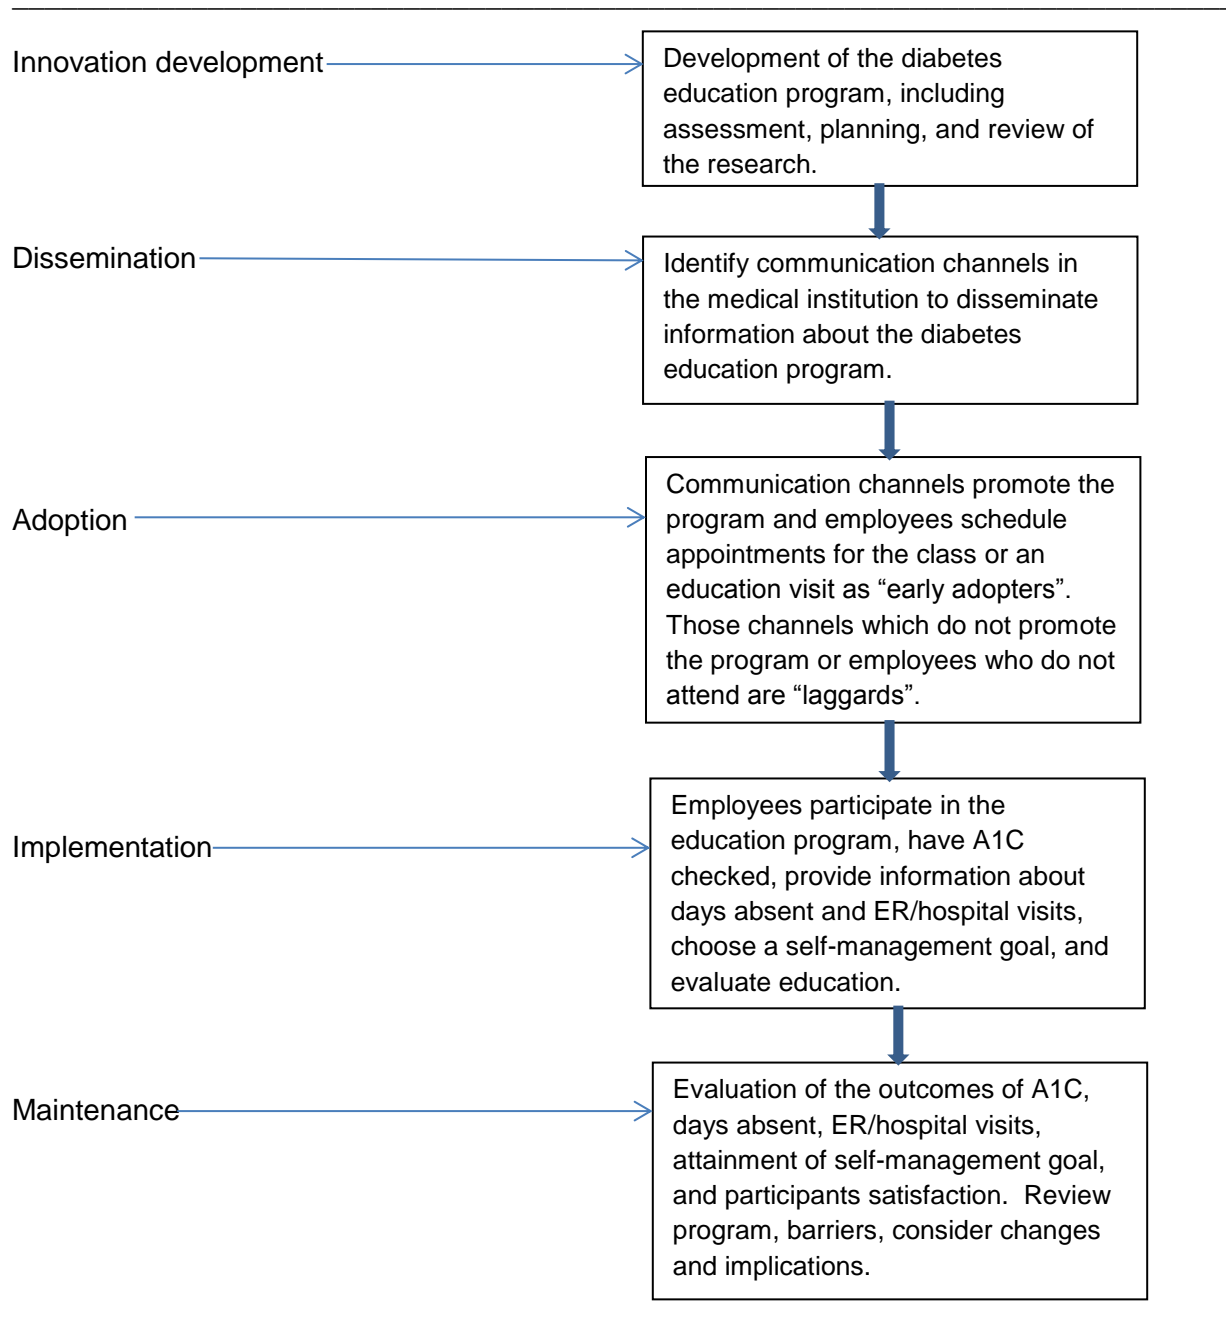 Innovation development
Development of the diabetes
education program, including
assessment, planning, and review of
the research.
Dissemination
Identify communication channels in
the medical institution to disseminate
information about the diabetes
education program.
Adoption
Communication channels promote the
program and employees schedule
appointments for the class or an
education visit as “early adopters”.
Those channels which do not promote
the program or employees who do not
attend are “laggards”.
Implementation
Employees participate in the
education program, have A1C
checked, provide information about
days absent and ER/hospital visits,
choose a self-management goal, and
evaluate education.
Maintenance
Evaluation of the outcomes of A1C,
days absent, ER/hospital visits,
attainment of self-management goal,
and participants satisfaction.  Review
program, barriers, consider changes
and implications.